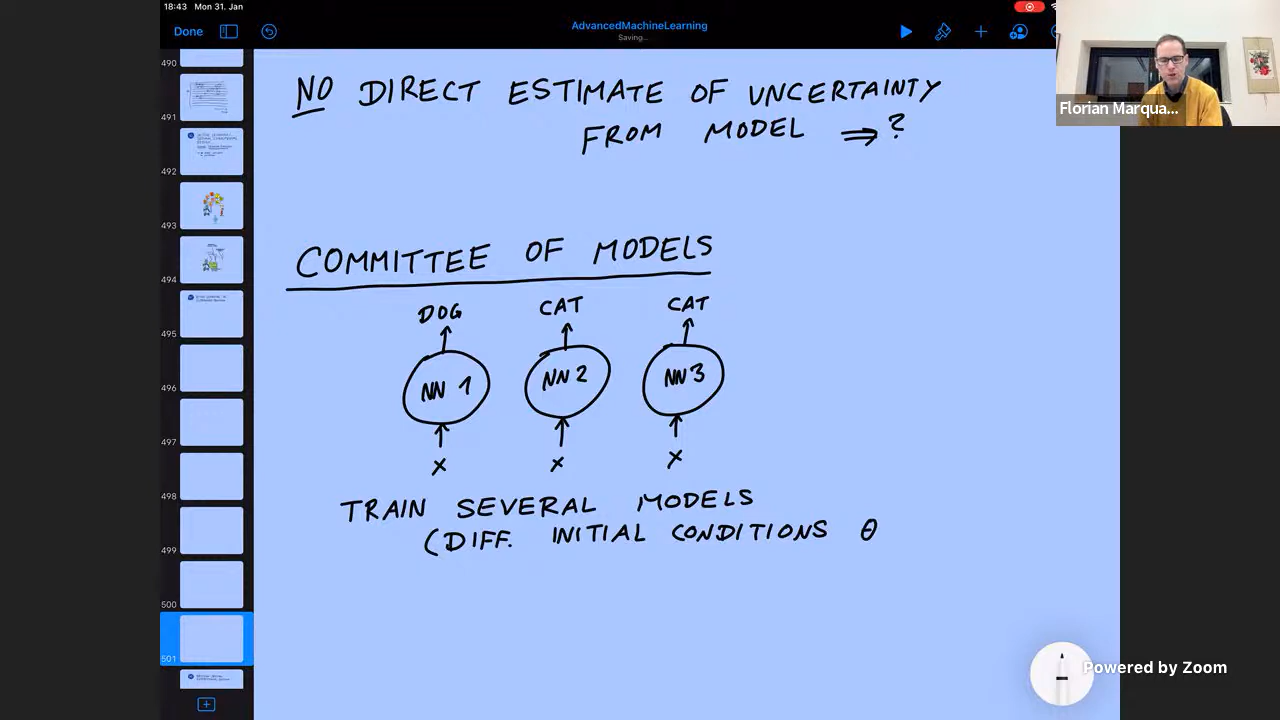 18:43 Mon 31. Jan
Done
AdvancedMachineLearning
Saving...
490
491
492
493
494
495
496
497
498
499
500
501
NO DIRECT ESTIMATE OF UNCERTAINTY
FROM MODEL ⇒ ?
COMMITTEE OF MODELS
DOG CAT CAT
NN 1 NN 2 NN 3
x x x
TRAIN SEVERAL MODELS
(DIFF. INITIAL CONDITIONS θ
Florian Marqua...
Powered by Zoom